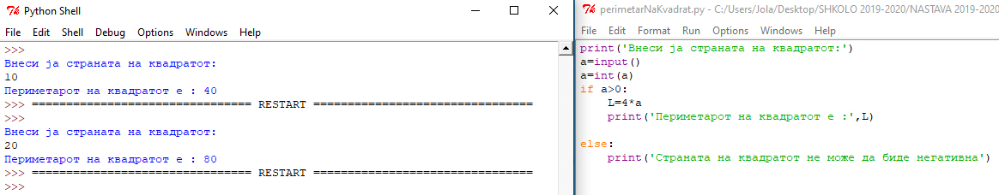 Python Shell
File Edit Shell Debug Options Windows Help
>>>
Внеси ја страната на квадратот:
10
Периметарот на квадратот е : 40
>>> ================================ RESTART ================================
>>>
Внеси ја страната на квадратот:
20
Периметарот на квадратот е : 80
>>> ================================ RESTART ================================
>>>
perimetarNaKvadrat.py - C:/Users/Jola/Desktop/SHKOLO 2019-2020/NASTAVA 2019-2020
File Edit Format Run Options Windows Help
print('Внеси ја страната на квадратот:')
a=input()
a=int(a)
if a>0:
    L=4*a
    print('Периметарот на квадратот е :',L)
else:
    print('Страната на квадратот не може да биде негативна')